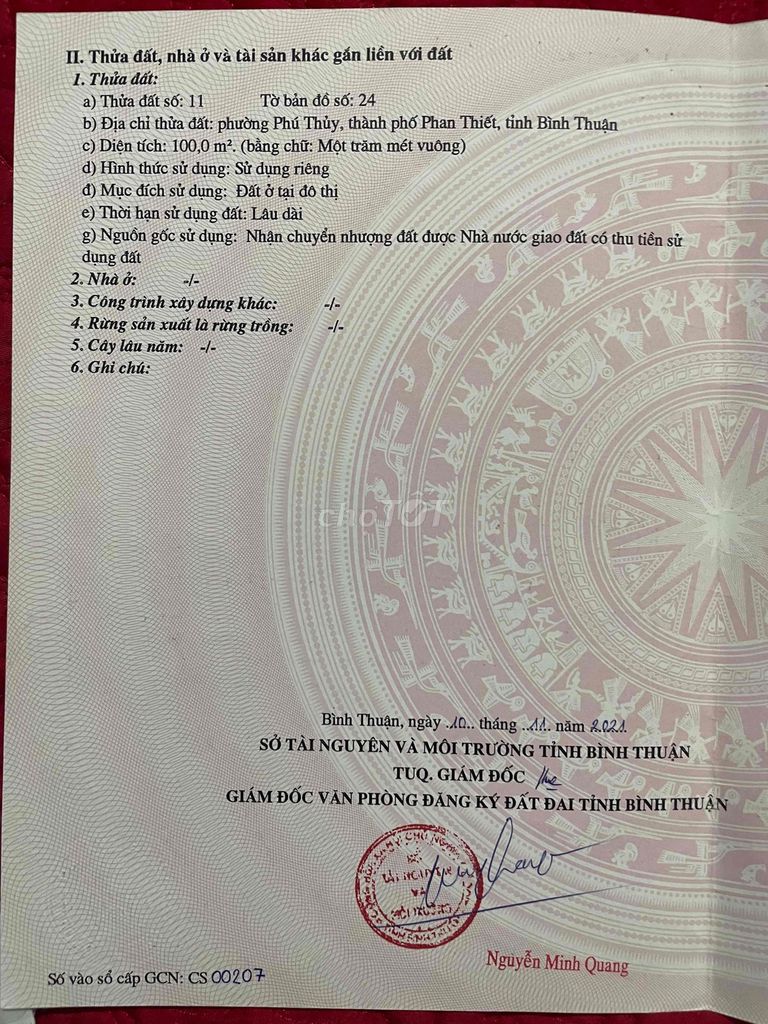 II. Thửa đất, nhà ở và tài sản khác gắn liền với đất
1. Thửa đất:
a) Thửa đất số: 11 Tờ bản đồ số: 24
b) Địa chỉ thửa đất: phường Phú Thủy, thành phố Phan Thiết, tỉnh Bình Thuận
c) Diện tích: 100,0 m². (bằng chữ: Một trăm mét vuông)
d) Hình thức sử dụng: Sử dụng riêng
đ) Mục đích sử dụng: Đất ở tại đô thị
e) Thời hạn sử dụng đất: Lâu dài
g) Nguồn gốc sử dụng: Nhận chuyển nhượng đất được Nhà nước giao đất có thu tiền sử
dụng đất
2. Nhà ở: -/-
3. Công trình xây dựng khác: -/-
4. Rừng sản xuất là rừng trồng: -/-
5. Cây lâu năm: -/-
6. Ghi chú:
choTỐT
Bình Thuận, ngày .10.. tháng ..11. năm 2021.
SỞ TÀI NGUYÊN VÀ MÔI TRƯỜNG TỈNH BÌNH THUẬN
TUQ. GIÁM ĐỐC
GIÁM ĐỐC VĂN PHÒNG ĐĂNG KÝ ĐẤT ĐAI TỈNH BÌNH THUẬN
SỞ
TÀI NGUYÊN
VÀ
MÔI TRƯỜNG
Nguyễn Minh Quang
Số vào sổ cấp GCN: CS 00207